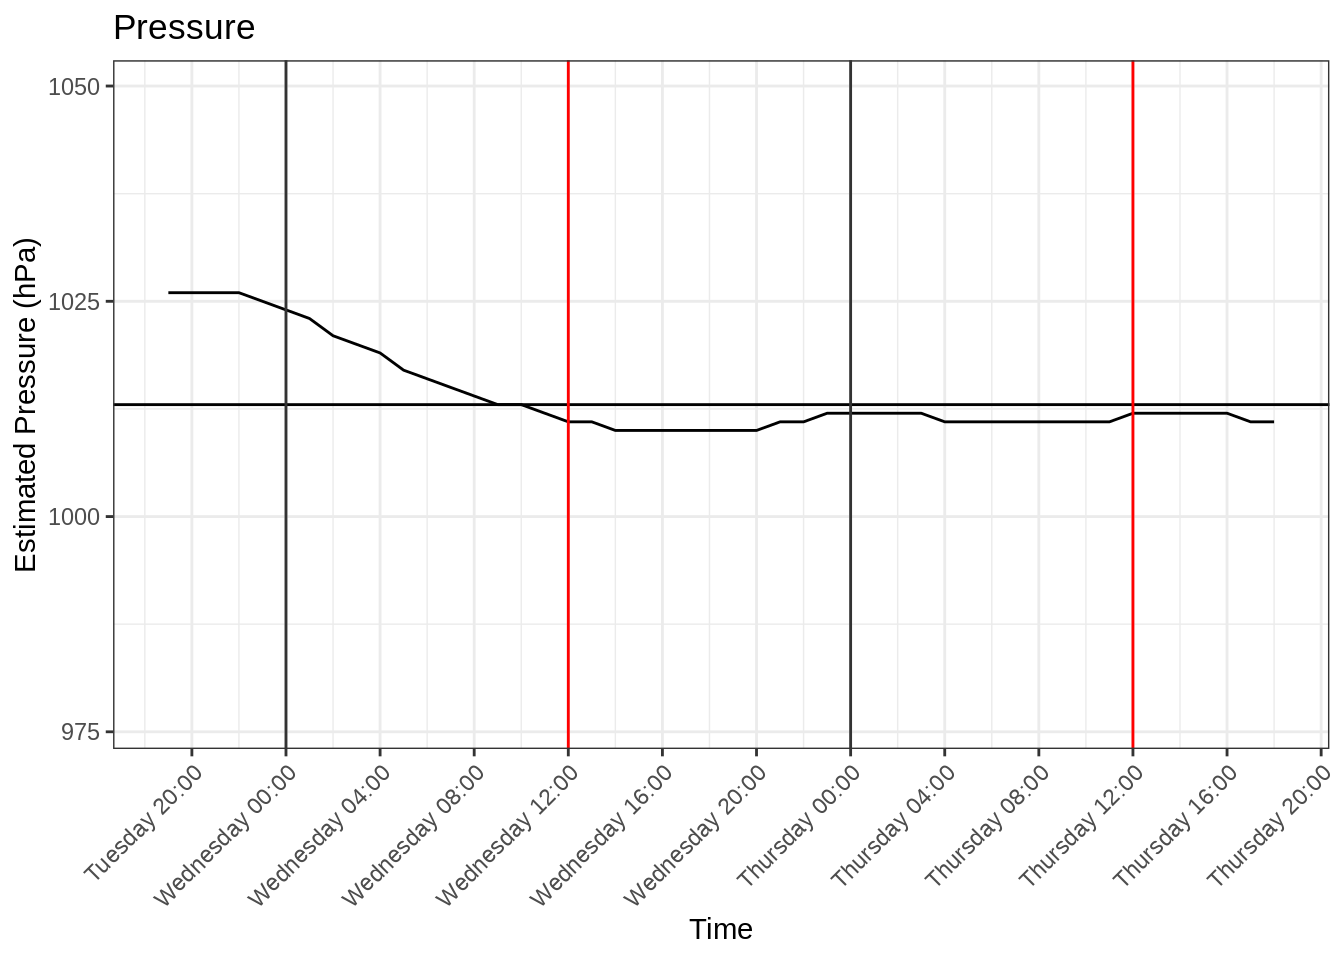 Pressure
Estimated Pressure (hPa)
1050
1025
1000
975
Tuesday 20:00
Wednesday 00:00
Wednesday 04:00
Wednesday 08:00
Wednesday 12:00
Wednesday 16:00
Wednesday 20:00
Thursday 00:00
Thursday 04:00
Thursday 08:00
Thursday 12:00
Thursday 16:00
Thursday 20:00
Time